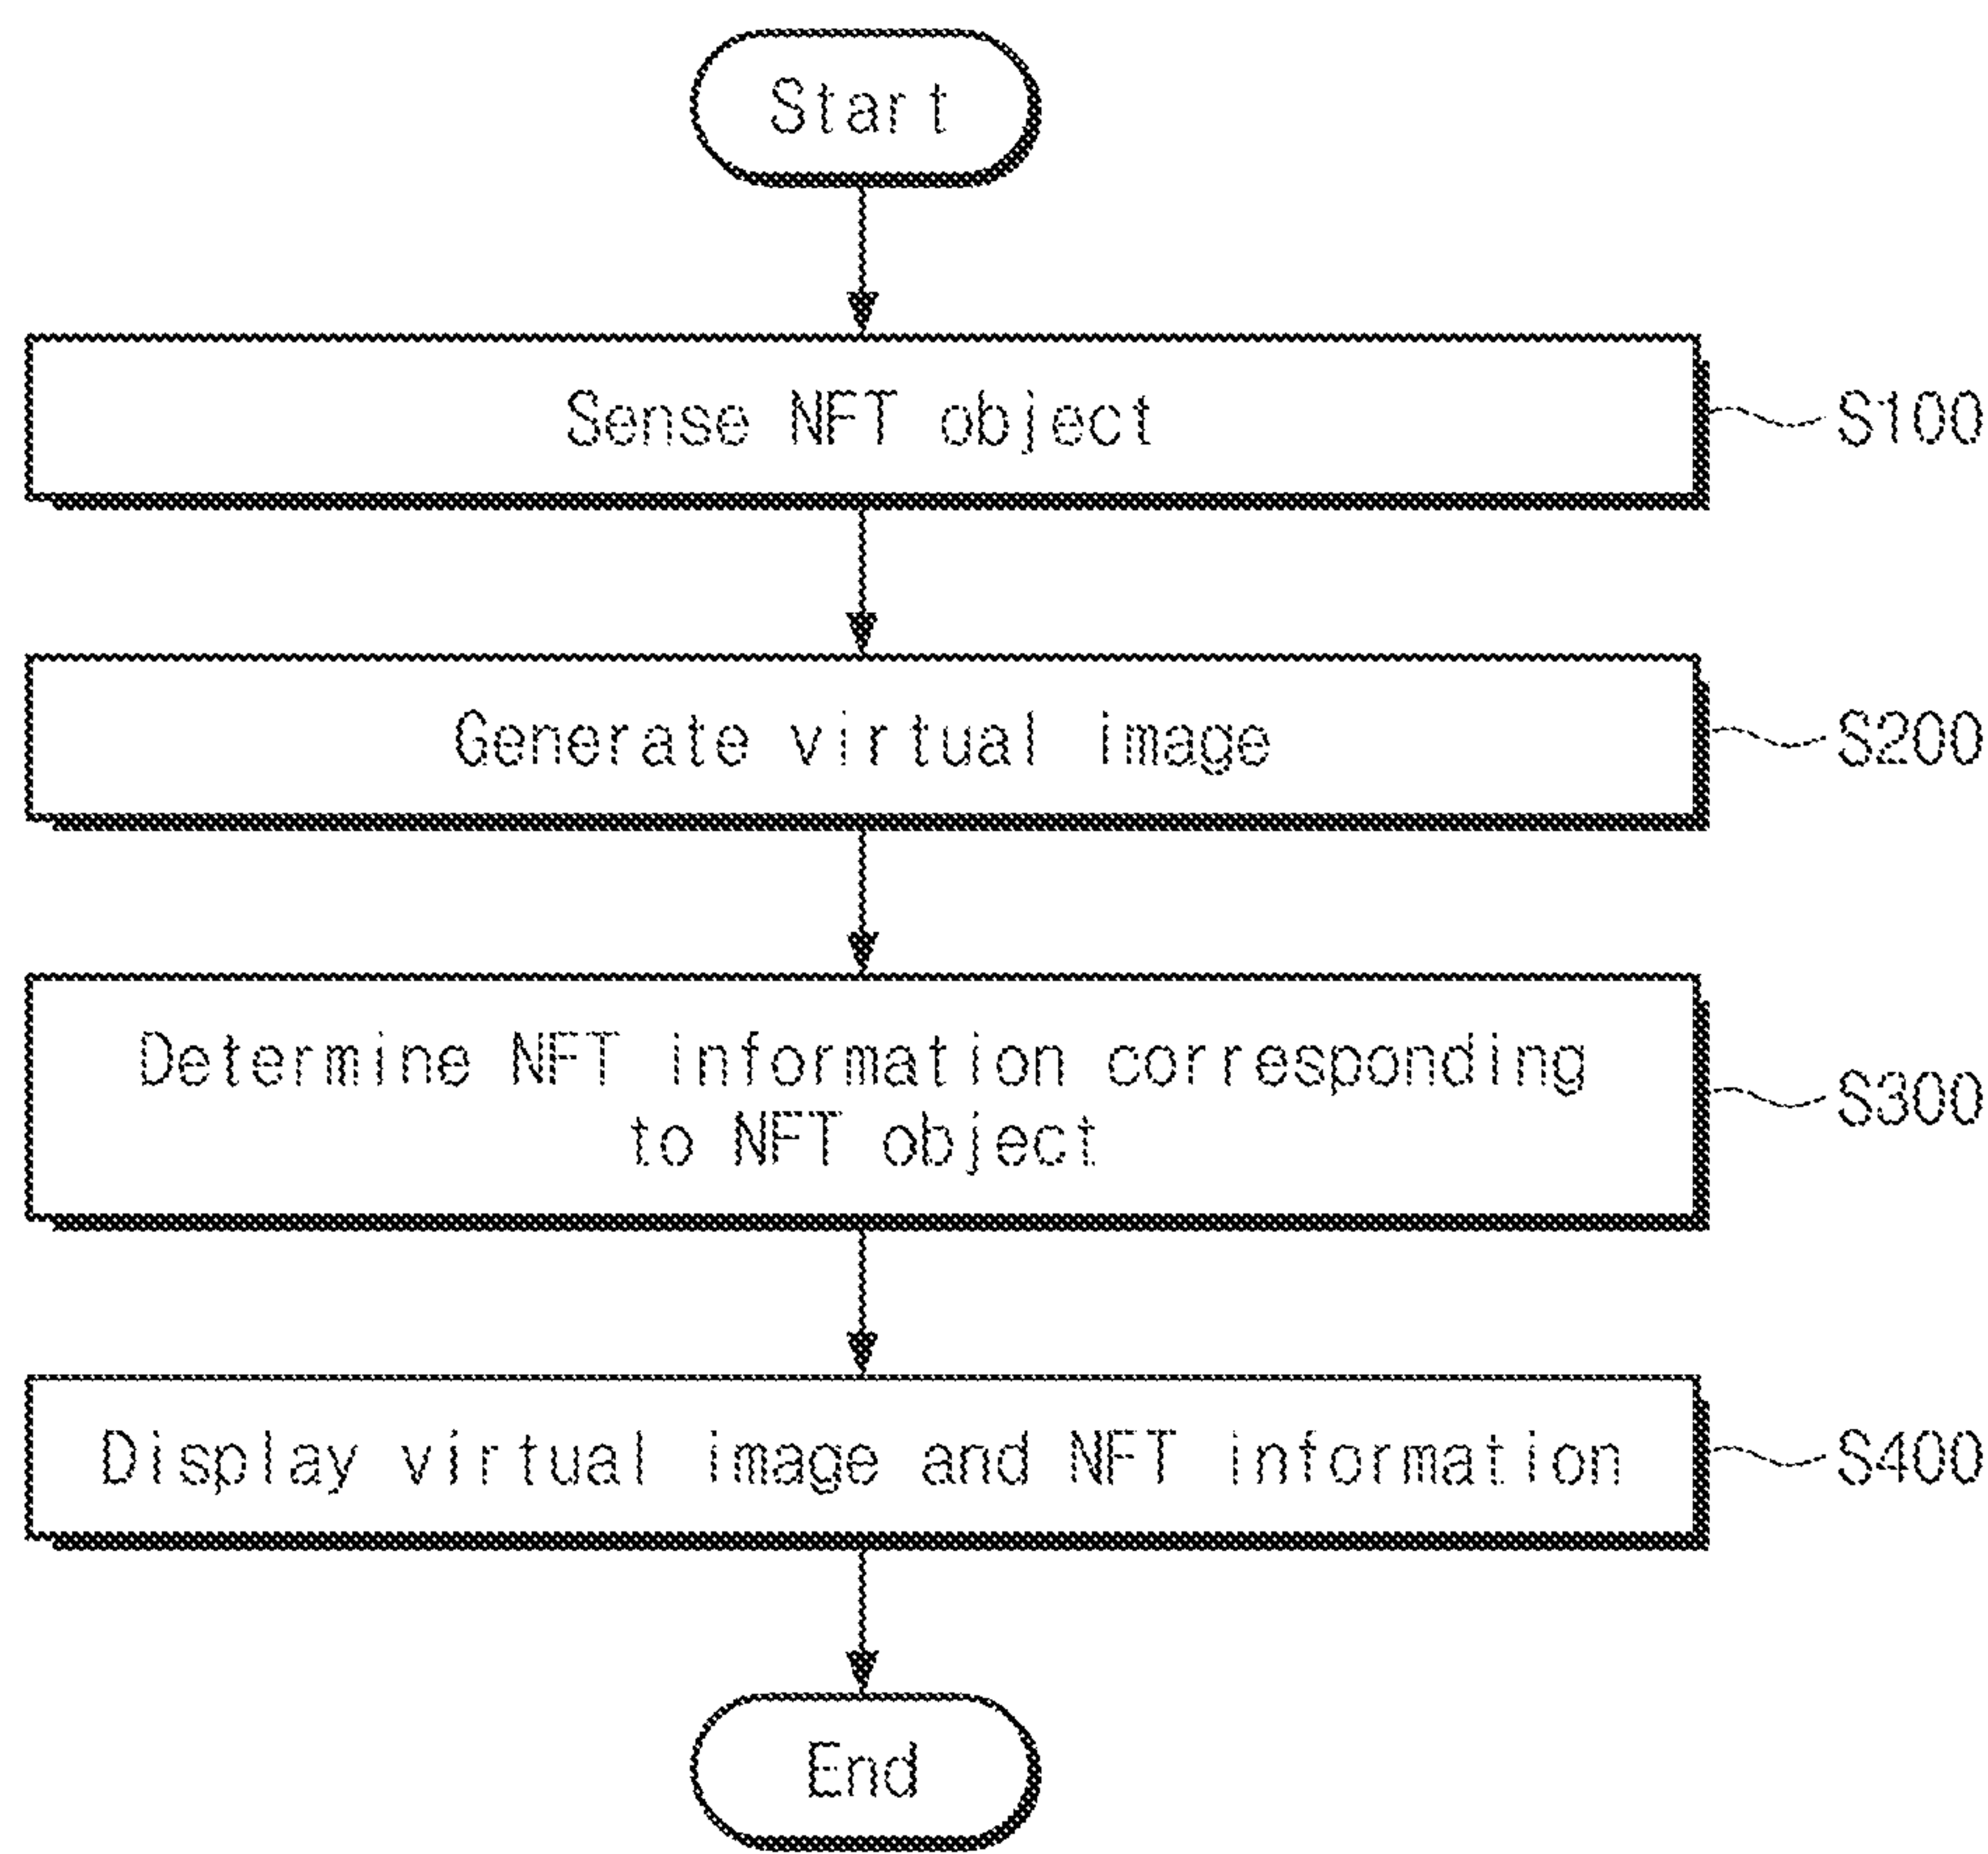 Start
Sense NFT object
S100
Generate virtual image
S200
Determine NFT information corresponding
to NFT object
S300
Display virtual image and NFT information
S400
End